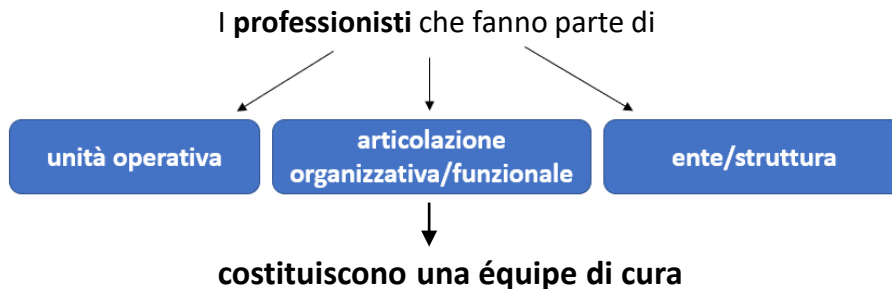 I professionisti che fanno parte di
unità operativa
articolazione
organizzativa/funzionale
ente/struttura
costituiscono una équipe di cura